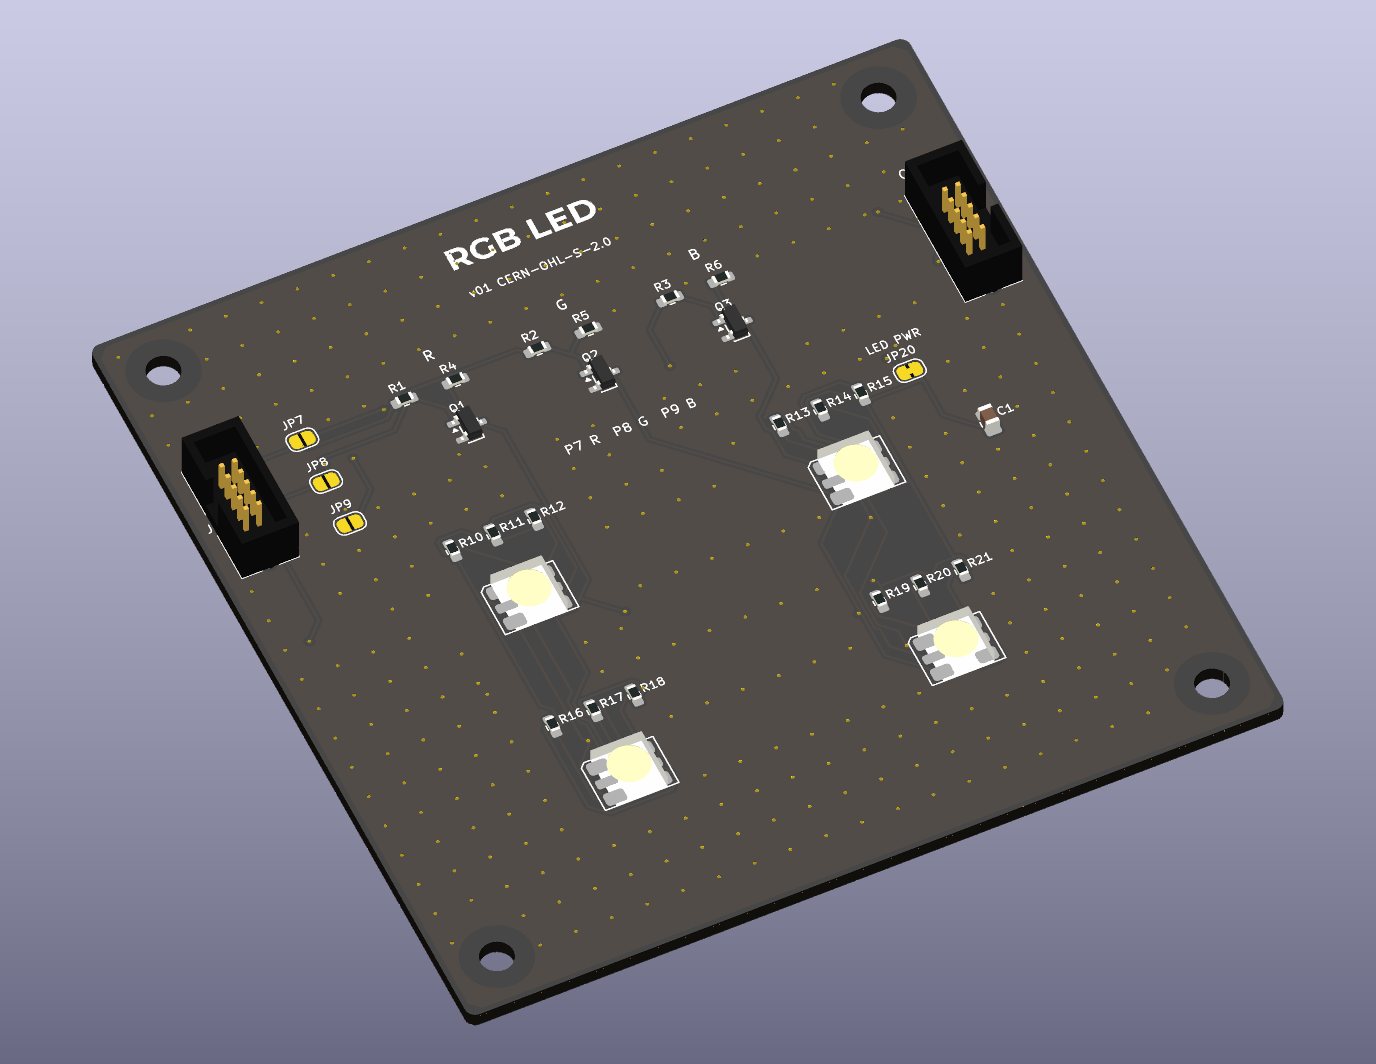 RGB LED
v01 CERN-OHL-S-2.0
B
R6
R3
Q3
G
R5
R2
Q2
R
R4
R1
Q1
LED PWR
JP20
R13 R14 R15
C1
P7 R P8 G P9 B
JP7
JP8
JP9
R10 R11 R12
R19 R20 R21
R16 R17 R18